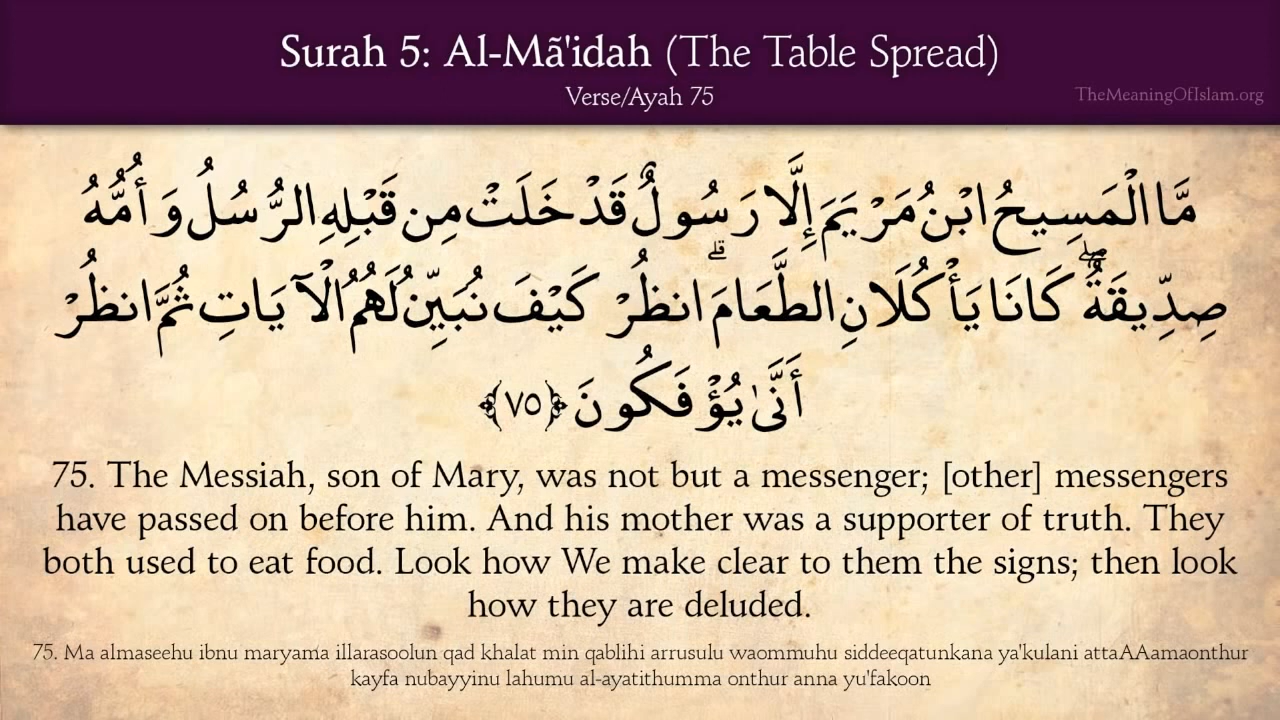 Surah 5: Al-Mã'idah (The Table Spread)
Verse/Ayah 75
TheMeaningOfIslam.org
مَّا الْمَسِيحُ ابْنُ مَرْيَمَ إِلَّا رَسُولٌ قَدْ خَلَتْ مِن قَبْلِهِ الرُّسُلُ وَأُمُّهُ
صِدِّيقَةٌ ۖ كَانَا يَأْكُلَانِ الطَّعَامَ ۗ انظُرْ كَيْفَ نُبَيِّنُ لَهُمُ الْآيَاتِ ثُمَّ انظُرْ
أَنَّىٰ يُؤْفَكُونَ ﴿٧٥﴾
75. The Messiah, son of Mary, was not but a messenger; [other] messengers
have passed on before him. And his mother was a supporter of truth. They
both used to eat food. Look how We make clear to them the signs; then look
how they are deluded.
75. Ma almaseehu ibnu maryama illarasoolun qad khalat min qablihi arrusulu waommuhu siddeeqatunkana ya'kulani attaAAamaonthur
kayfa nubayyinu lahumu al-ayatithumma onthur anna yu'fakoon